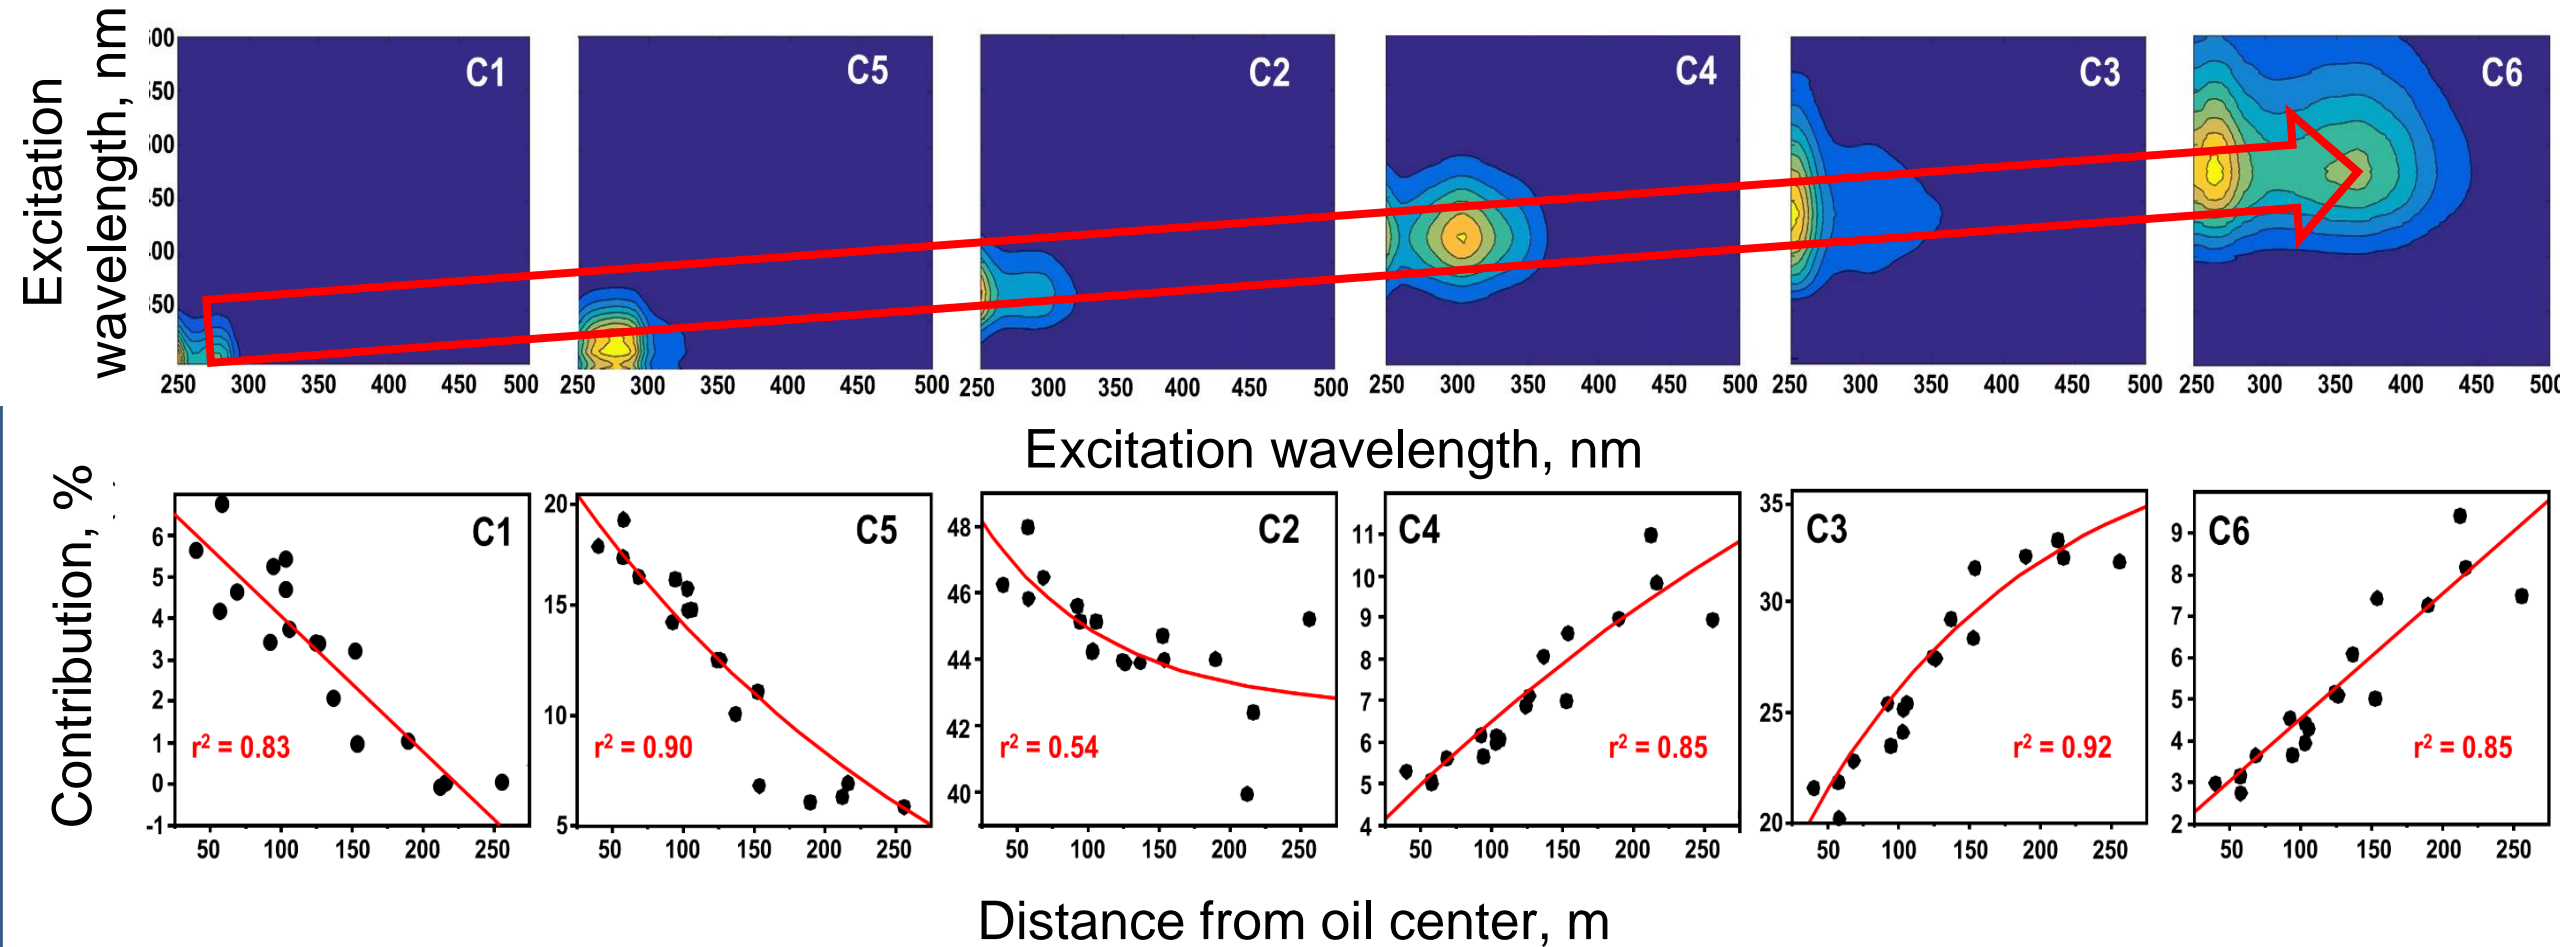 Excitation
wavelength, nm
C1
C5
C2
C4
C3
C6
250 300 350 400 450 500
250 300 350 400 450 500
250 300 350 400 450 500
250 300 350 400 450 500
250 300 350 400 450 500
250 300 350 400 450
Excitation wavelength, nm
Contribution, %
6
5
4
3
2
1
0
-1
C1
r² = 0.83
50 100 150 200 250
20
15
10
5
C5
r² = 0.90
50 100 150 200 250
48
46
44
42
40
C2
r² = 0.54
50 100 150 200 250
11
10
9
8
7
6
5
4
C4
r² = 0.85
50 100 150 200 250
35
30
25
20
C3
r² = 0.92
50 100 150 200 250
9
8
7
6
5
4
3
2
C6
r² = 0.85
50 100 150 200 250
Distance from oil center, m